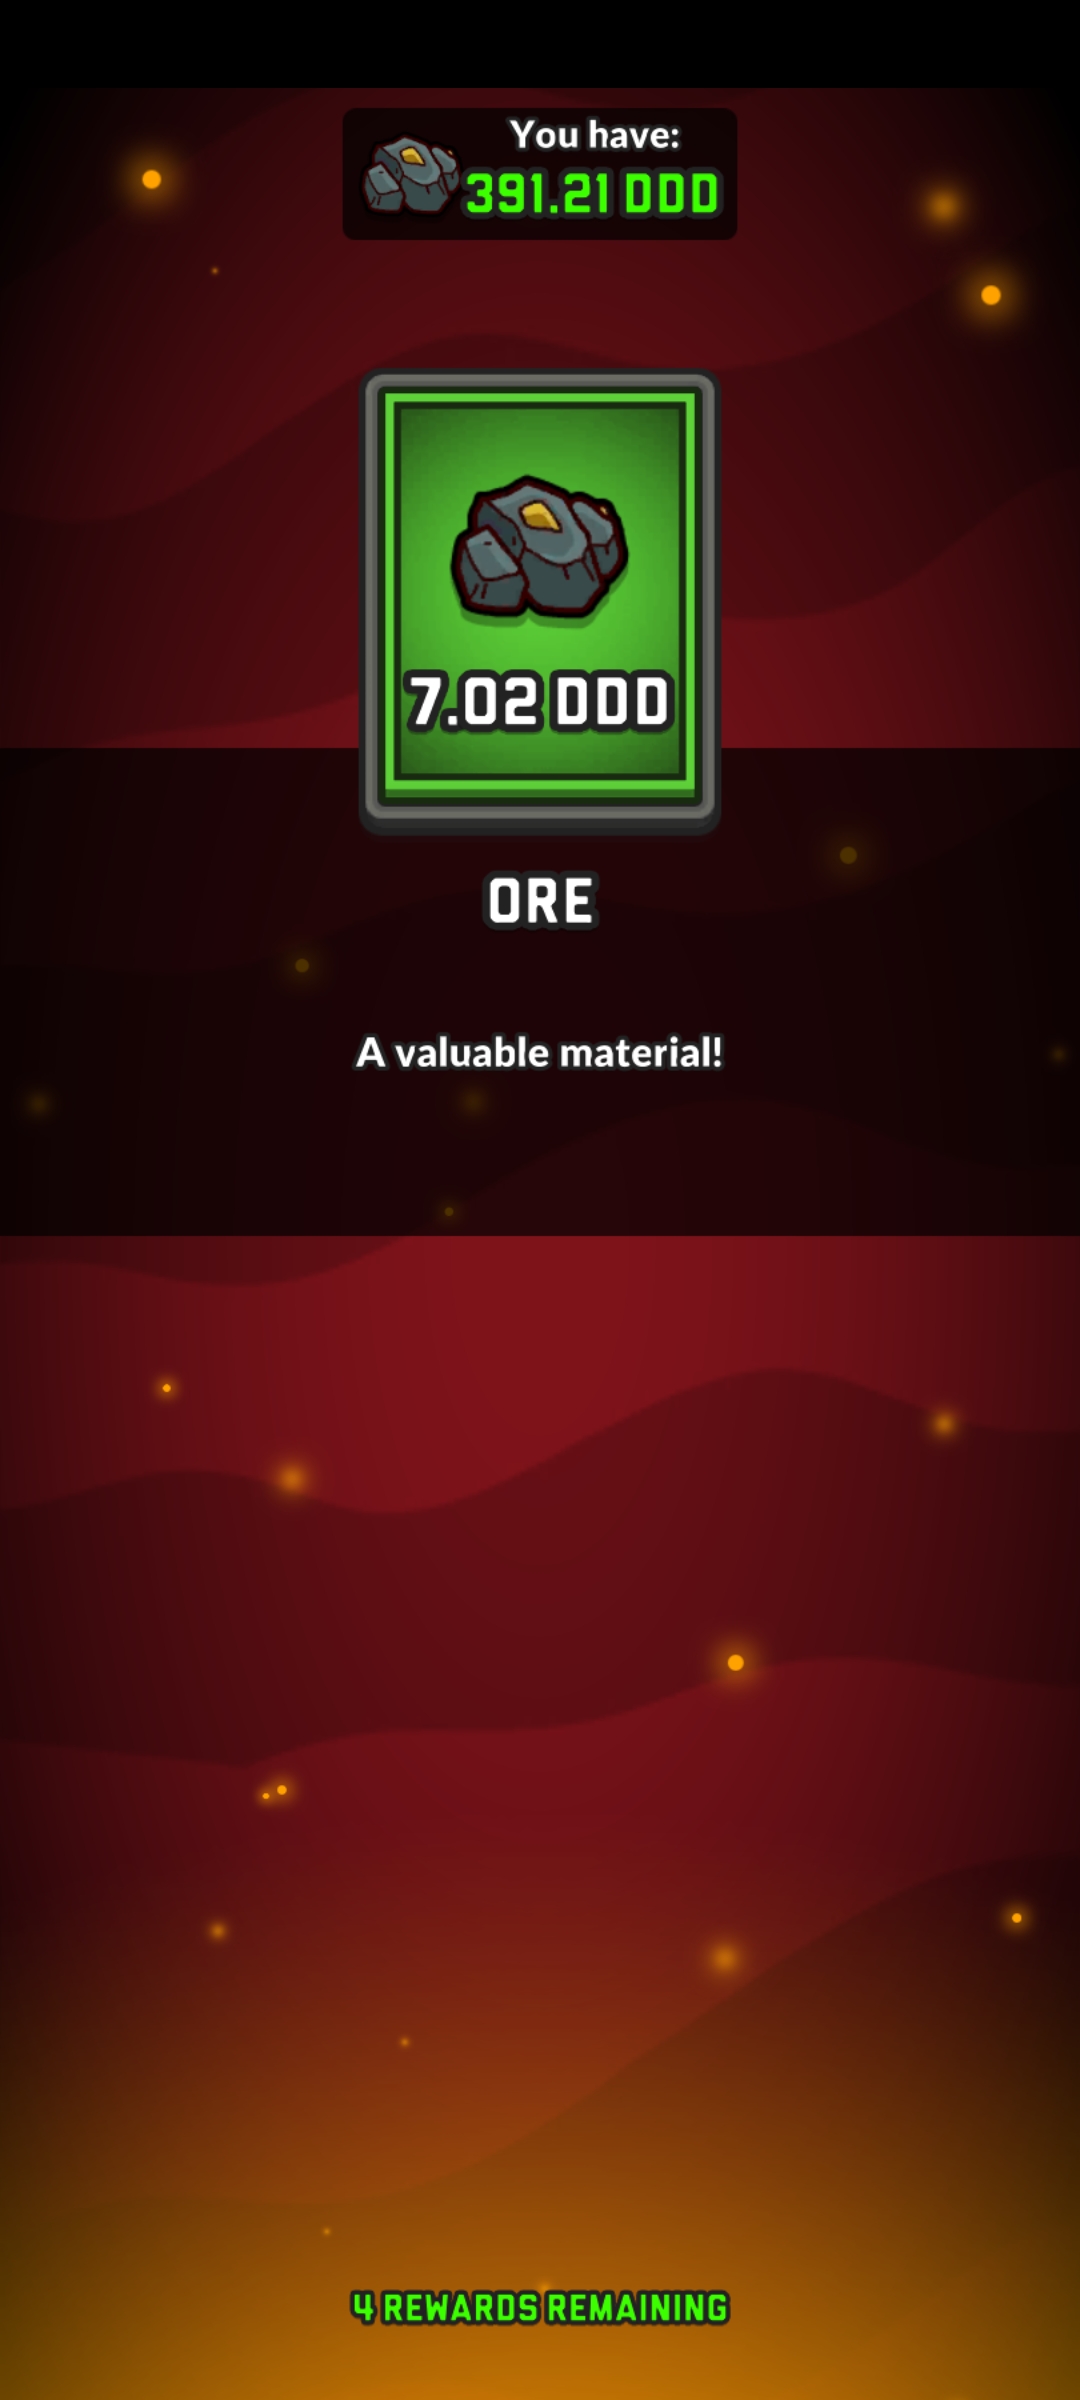 You have:
391.21 DDD
7.02 DDD
ORE
A valuable material!
4 REWARDS REMAINING